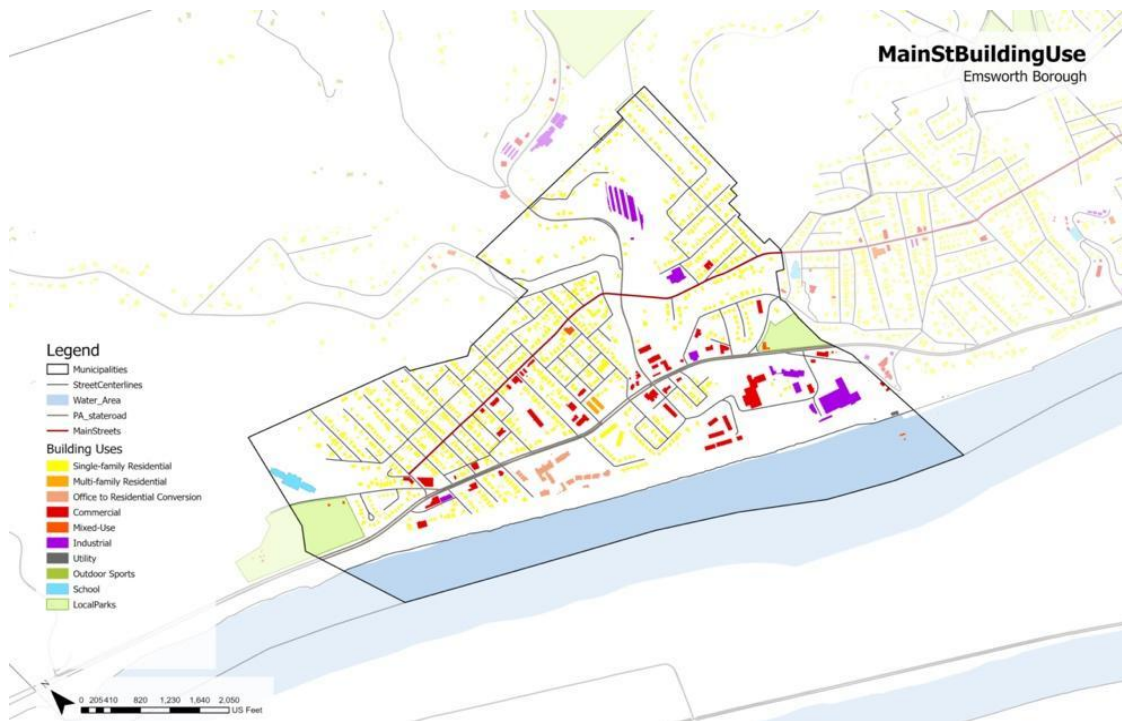 MainStBuildingUse
Emsworth Borough
Legend
Municipalities
StreetCenterlines
Water_Area
PA_stateroad
MainStreets
Building Uses
Single-family Residential
Multi-family Residential
Office to Residential Conversion
Commercial
Mixed-Use
Industrial
Utility
Outdoor Sports
School
LocalParks
N
0 205410 820 1,230 1,640 2,050
US Feet